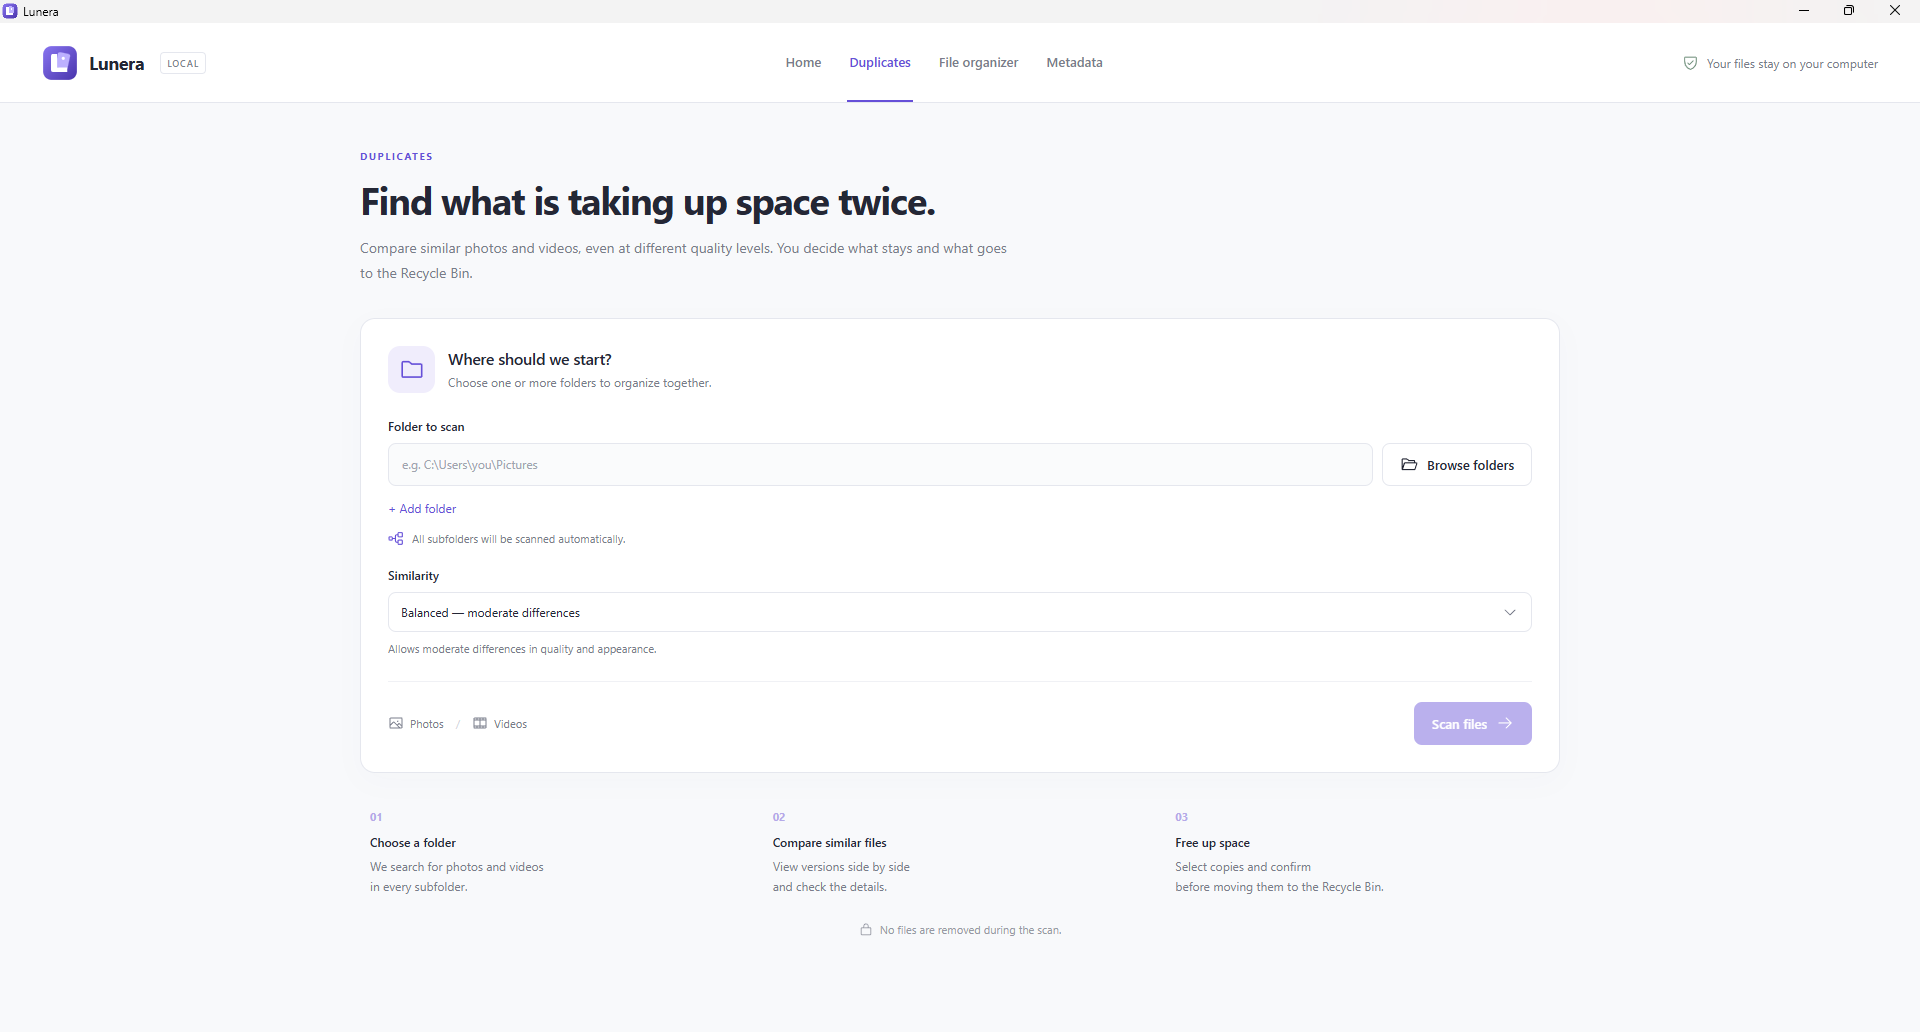 Lunera
Lunera
LOCAL
Home
Duplicates
File organizer
Metadata
Your files stay on your computer
DUPLICATES
Find what is taking up space twice.
Compare similar photos and videos, even at different quality levels. You decide what stays and what goes
to the Recycle Bin.
Where should we start?
Choose one or more folders to organize together.
Folder to scan
e.g. C:\Users\you\Pictures
Browse folders
+ Add folder
All subfolders will be scanned automatically.
Similarity
Balanced — moderate differences
Allows moderate differences in quality and appearance.
Photos / Videos
Scan files
01
Choose a folder
We search for photos and videos
in every subfolder.
02
Compare similar files
View versions side by side
and check the details.
03
Free up space
Select copies and confirm
before moving them to the Recycle Bin.
No files are removed during the scan.